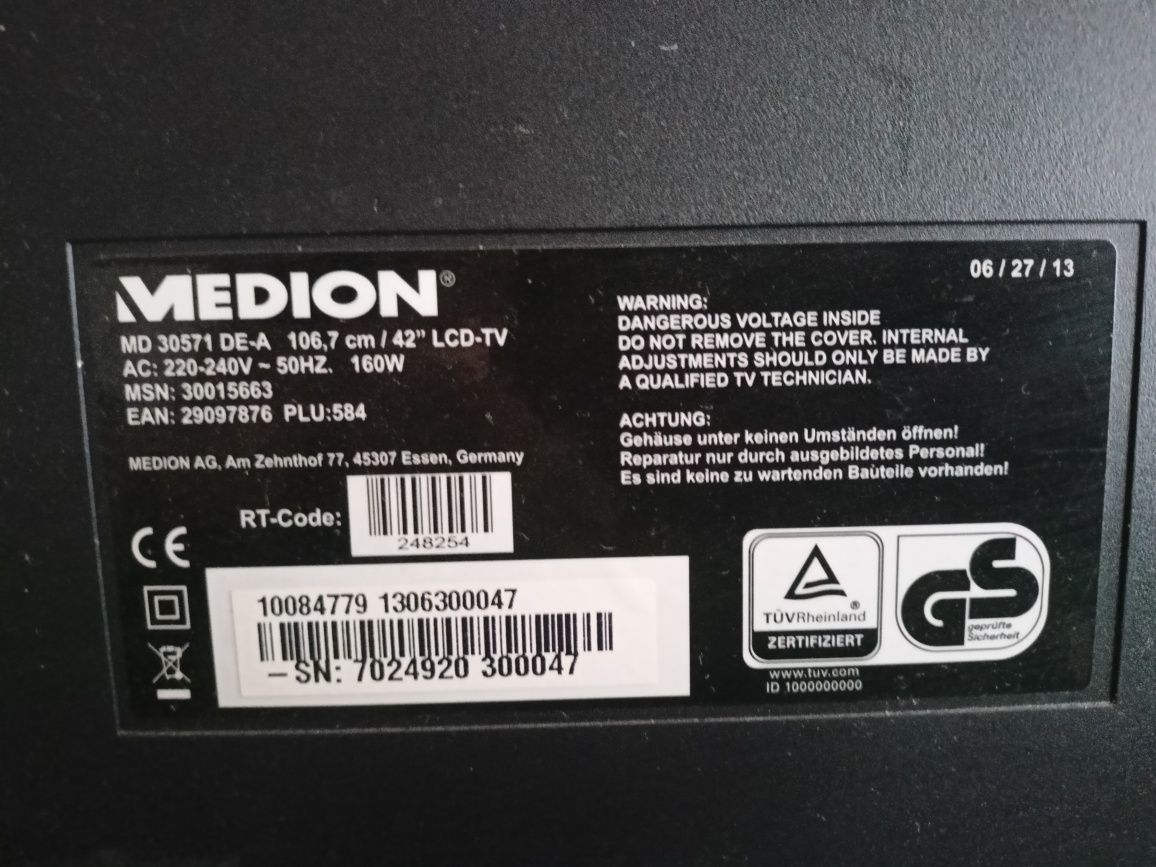 MEDION®
MD 30571 DE-A 106,7 cm / 42” LCD-TV
AC: 220-240V ~ 50HZ. 160W
MSN: 30015663
EAN: 29097876 PLU:584
MEDION AG, Am Zehnthof 77, 45307 Essen, Germany
RT-Code:
248254
CE
10084779 1306300047
–SN: 7024920 300047
06 / 27 / 13
WARNING:
DANGEROUS VOLTAGE INSIDE
DO NOT REMOVE THE COVER. INTERNAL
ADJUSTMENTS SHOULD ONLY BE MADE BY
A QUALIFIED TV TECHNICIAN.
ACHTUNG:
Gehäuse unter keinen Umständen öffnen!
Reparatur nur durch ausgebildetes Personal!
Es sind keine zu wartenden Bauteile vorhanden!
®
TÜVRheinland
ZERTIFIZIERT
GS
geprüfte
Sicherheit
www.tuv.com
ID 1000000000